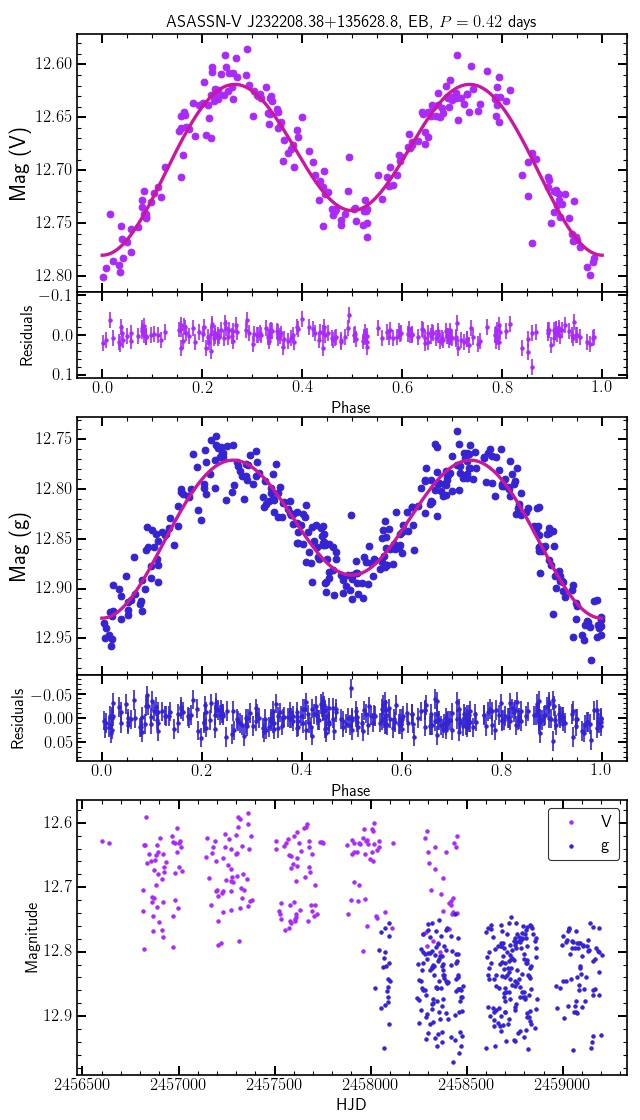 ASASSN-V J232208.38+135628.8, EB, P = 0.42 days
12.60
12.65
12.70
12.75
12.80
Mag (V)
−0.1
0.0
0.1
Residuals
0.0 0.2 0.4 0.6 0.8 1.0
Phase
12.75
12.80
12.85
12.90
12.95
Mag (g)
−0.05
0.00
0.05
Residuals
0.0 0.2 0.4 0.6 0.8 1.0
Phase
V
g
12.6
12.7
12.8
12.9
Magnitude
2456500 2457000 2457500 2458000 2458500 2459000
HJD